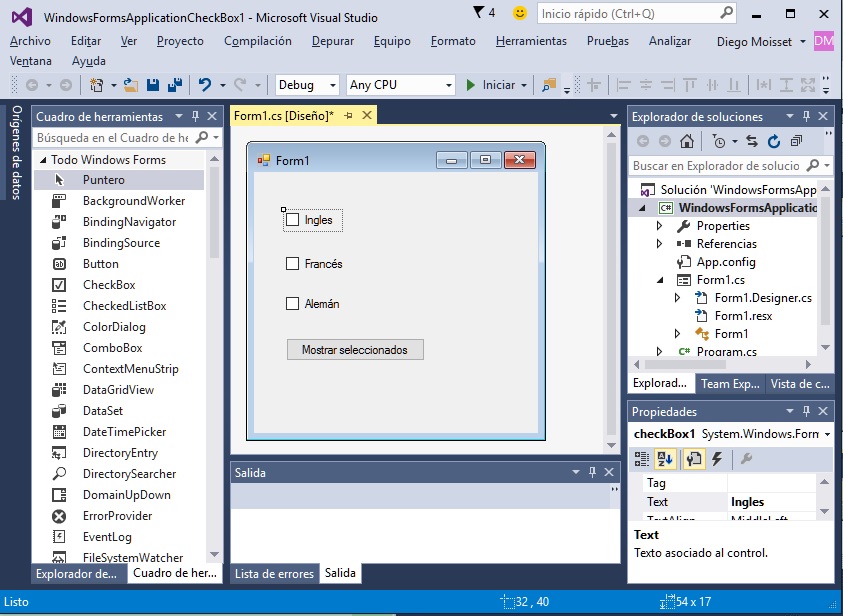 WindowsFormsApplicationCheckBox1 - Microsoft Visual Studio
4
Inicio rápido (Ctrl+Q)
Archivo Editar Ver Proyecto Compilación Depurar Equipo Formato Herramientas Pruebas Analizar Diego Moisset DM
Ventana Ayuda
Debug Any CPU Iniciar
Orígenes de datos
Cuadro de herramientas
Búsqueda en el Cuadro de he
Todo Windows Forms
Puntero
BackgroundWorker
BindingNavigator
BindingSource
Button
CheckBox
CheckedListBox
ColorDialog
ComboBox
ContextMenuStrip
DataGridView
DataSet
DateTimePicker
DirectoryEntry
DirectorySearcher
DomainUpDown
ErrorProvider
EventLog
FileSystemWatcher
Explorador de... Cuadro de her...
Form1.cs [Diseño]*
Form1
Ingles
Francés
Alemán
Mostrar seleccionados
Salida
Lista de errores Salida
Explorador de soluciones
Buscar en Explorador de solucio
Solución 'WindowsFormsApp
C# WindowsFormsApplicatio
Properties
Referencias
App.config
Form1.cs
Form1.Designer.cs
Form1.resx
Form1
C# Program.cs
Explorad... Team Exp... Vista de c...
Propiedades
checkBox1 System.Windows.Form
Tag
Text Ingles
TextAlign MiddleLeft
Text
Texto asociado al control.
Listo 32 , 40 54 x 17